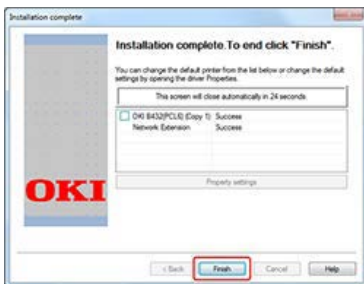 Installation complete
Installation complete.To end click "Finish".
You can change the default printer from the list below or change the default
settings by opening the driver Properties.
This screen will close automatically in 24 seconds.
OKI B432(PCL6) (Copy 1) Success
Network Extension Success
OKI
Property settings
< Back Finish Cancel Help